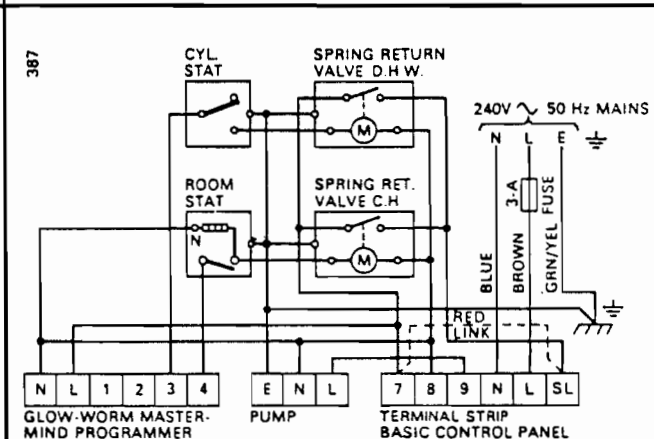 387
CYL. STAT
SPRING RETURN VALVE D.H.W.
M
240V ∿ 50 Hz MAINS
N L E
3-A
FUSE
ROOM STAT
SPRING RET. VALVE C.H
N
M
BLUE
BROWN
GRN/YEL
RED LINK
N L 1 2 3 4
E N L
7 8 9 N L SL
GLOW-WORM MASTER-
MIND PROGRAMMER
PUMP
TERMINAL STRIP
BASIC CONTROL PANEL